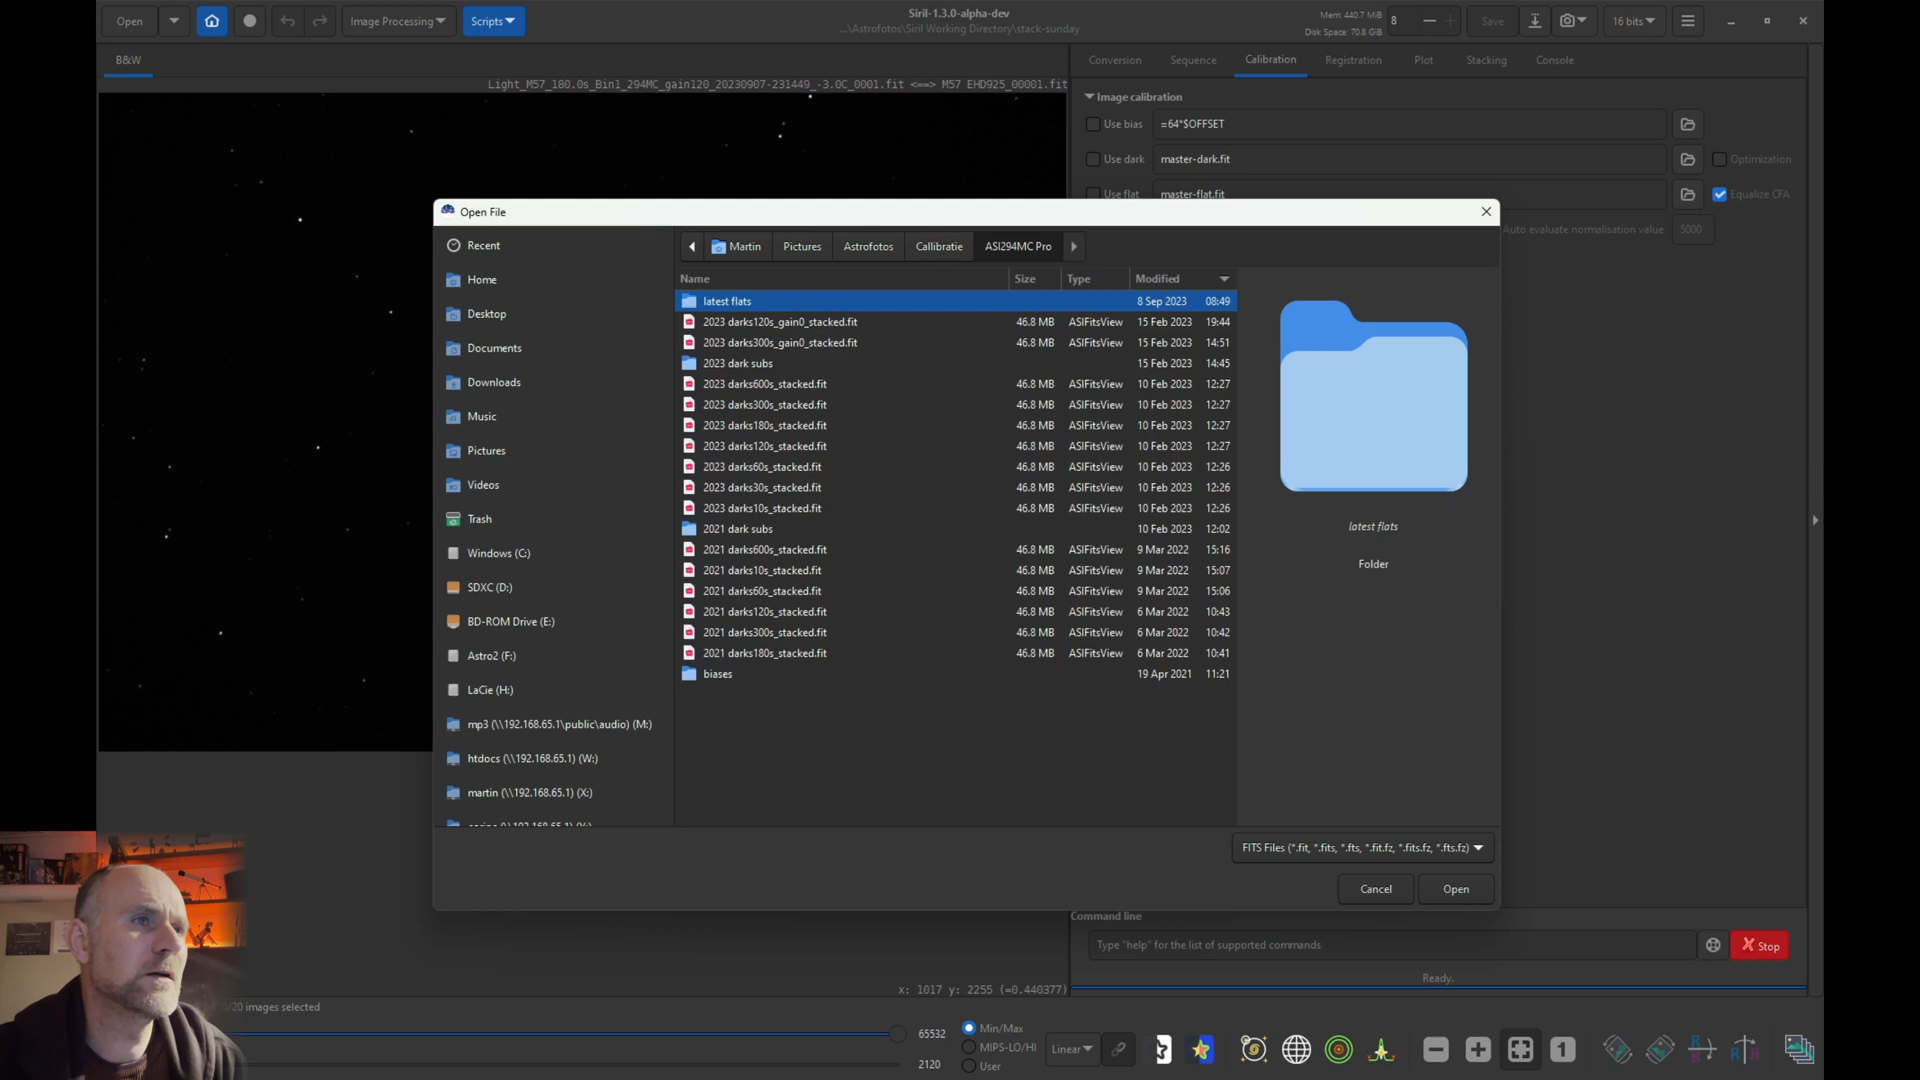 Open
Image Processing
Scripts
Siril-1.3.0-alpha-dev
...\Astrofotos\Siril Working Directory\stack-sunday
Mem: 440.7 MiB
Disk Space: 70.8 GiB
8
Save
16 bits
B&W
Light_M57_180.0s_Bin1_294MC_gain120_20230907-231449_-3.0C_0001.fit <==> M57 EHD925_00001.fit
Conversion
Sequence
Calibration
Registration
Plot
Stacking
Console
Image calibration
Use bias
=64*$OFFSET
Use dark
master-dark.fit
Optimization
Use flat
master-flat.fit
Equalize CFA
Auto evaluate normalisation value
5000
Open File
Recent
Home
Desktop
Documents
Downloads
Music
Pictures
Videos
Trash
Windows (C:)
SDXC (D:)
BD-ROM Drive (E:)
Astro2 (F:)
LaCie (H:)
mp3 (\\192.168.65.1\public\audio) (M:)
htdocs (\\192.168.65.1) (W:)
martin (\\192.168.65.1) (X:)
Martin
Pictures
Astrofotos
Callibratie
ASI294MC Pro
Name Size Type Modified
latest flats 8 Sep 2023 08:49
2023 darks120s_gain0_stacked.fit 46.8 MB ASIFitsView 15 Feb 2023 19:44
2023 darks300s_gain0_stacked.fit 46.8 MB ASIFitsView 15 Feb 2023 14:51
2023 dark subs 15 Feb 2023 14:45
2023 darks600s_stacked.fit 46.8 MB ASIFitsView 10 Feb 2023 12:27
2023 darks300s_stacked.fit 46.8 MB ASIFitsView 10 Feb 2023 12:27
2023 darks180s_stacked.fit 46.8 MB ASIFitsView 10 Feb 2023 12:27
2023 darks120s_stacked.fit 46.8 MB ASIFitsView 10 Feb 2023 12:27
2023 darks60s_stacked.fit 46.8 MB ASIFitsView 10 Feb 2023 12:26
2023 darks30s_stacked.fit 46.8 MB ASIFitsView 10 Feb 2023 12:26
2023 darks10s_stacked.fit 46.8 MB ASIFitsView 10 Feb 2023 12:26
2021 dark subs 10 Feb 2023 12:02
2021 darks600s_stacked.fit 46.8 MB ASIFitsView 9 Mar 2022 15:16
2021 darks10s_stacked.fit 46.8 MB ASIFitsView 9 Mar 2022 15:07
2021 darks60s_stacked.fit 46.8 MB ASIFitsView 9 Mar 2022 15:06
2021 darks120s_stacked.fit 46.8 MB ASIFitsView 6 Mar 2022 10:43
2021 darks300s_stacked.fit 46.8 MB ASIFitsView 6 Mar 2022 10:42
2021 darks180s_stacked.fit 46.8 MB ASIFitsView 6 Mar 2022 10:41
biases 19 Apr 2021 11:21
latest flats
Folder
FITS Files (*.fit, *.fits, *.fts, *.fit.fz, *.fits.fz, *.fts.fz)
Cancel
Open
Command line
Type "help" for the list of supported commands
Stop
Ready.
x: 1017 y: 2255 (=0.440377)
/20 images selected
65532
2120
Min/Max
MIPS-LO/HI
User
Linear
1